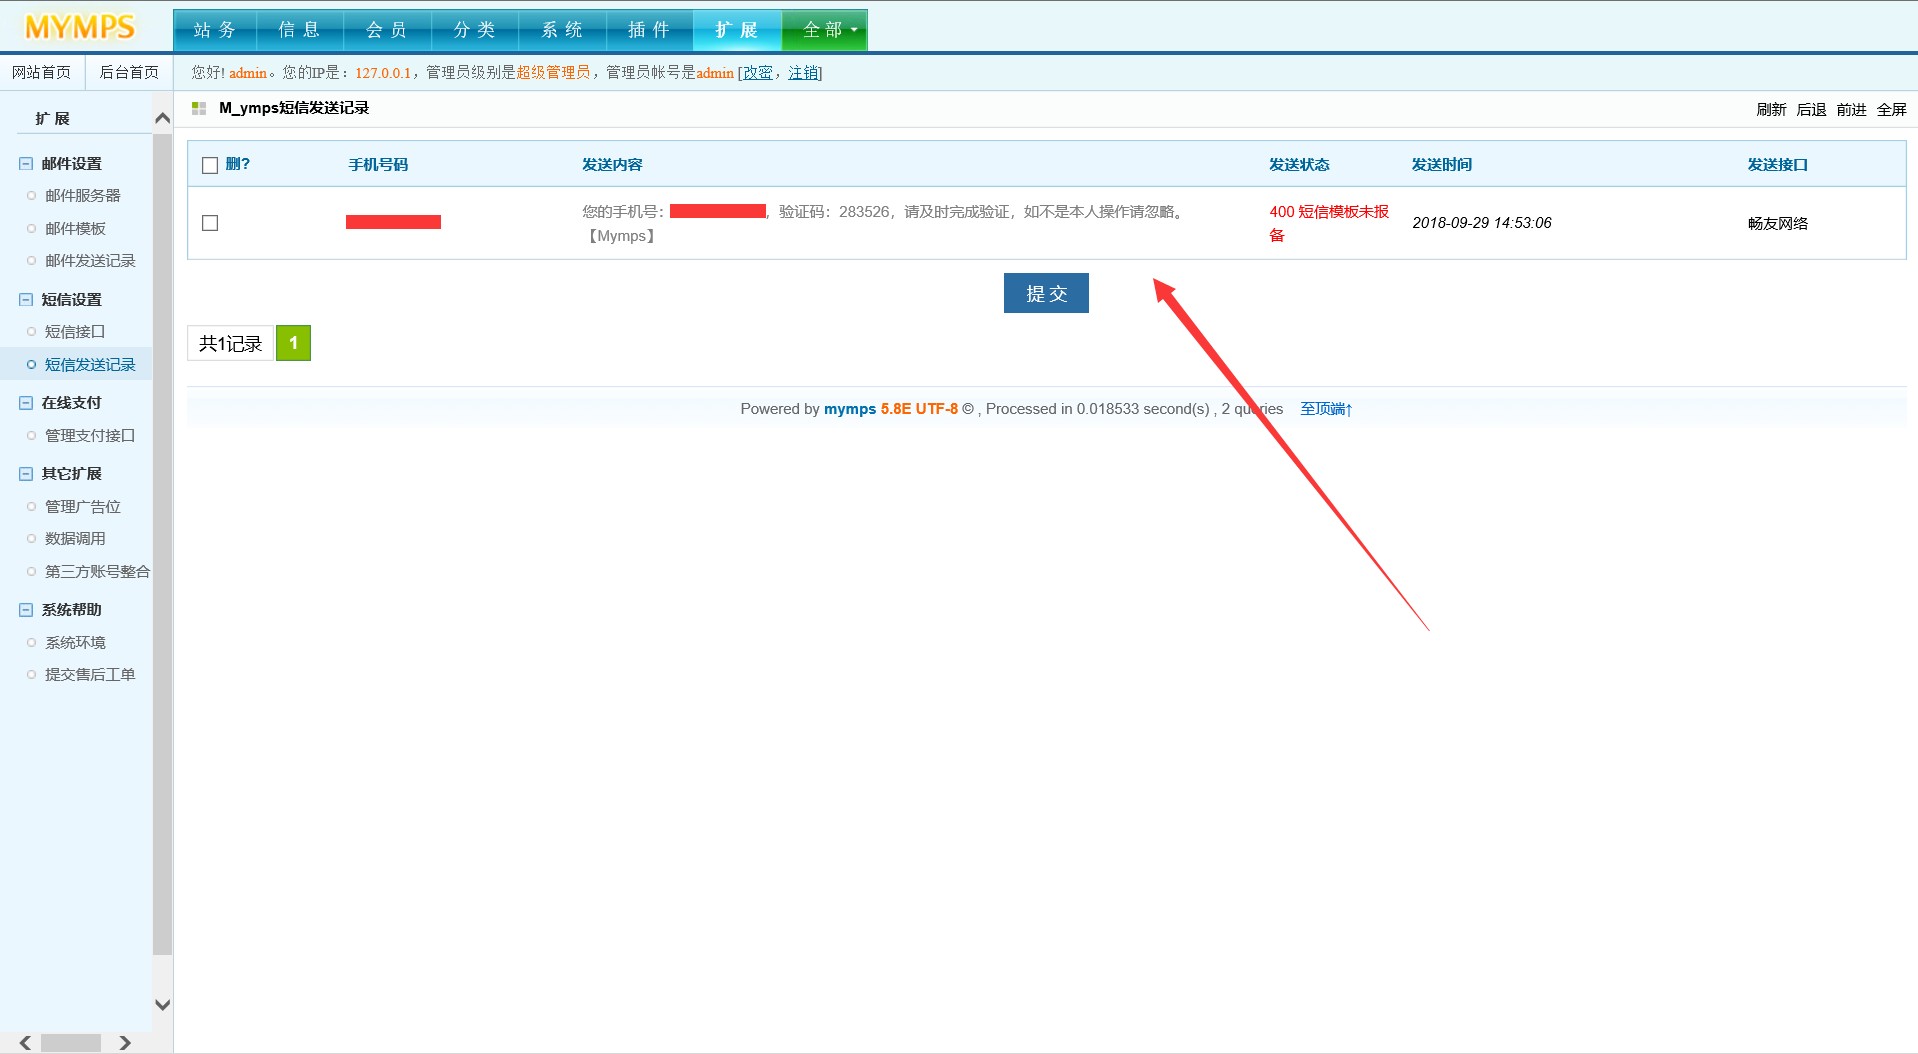 MYMPS
站 务 信 息 会 员 分 类 系 统 插 件 扩 展 全 部
网站首页 后台首页 您好! admin。您的IP是：127.0.0.1，管理员级别是超级管理员，管理员帐号是admin [改密，注销]
扩 展
邮件设置
邮件服务器
邮件模板
邮件发送记录
短信设置
短信接口
短信发送记录
在线支付
管理支付接口
其它扩展
管理广告位
数据调用
第三方账号整合
系统帮助
系统环境
提交售后工单
M_ymps短信发送记录 刷新 后退 前进 全屏
删? 手机号码 发送内容 发送状态 发送时间 发送接口
您的手机号： ，验证码：283526，请及时完成验证，如不是本人操作请忽略。
【Mymps】
400 短信模板未报
备
2018-09-29 14:53:06
畅友网络
提 交
共1记录 1
Powered by mymps 5.8E UTF-8 © , Processed in 0.018533 second(s) , 2 queries 至顶端↑